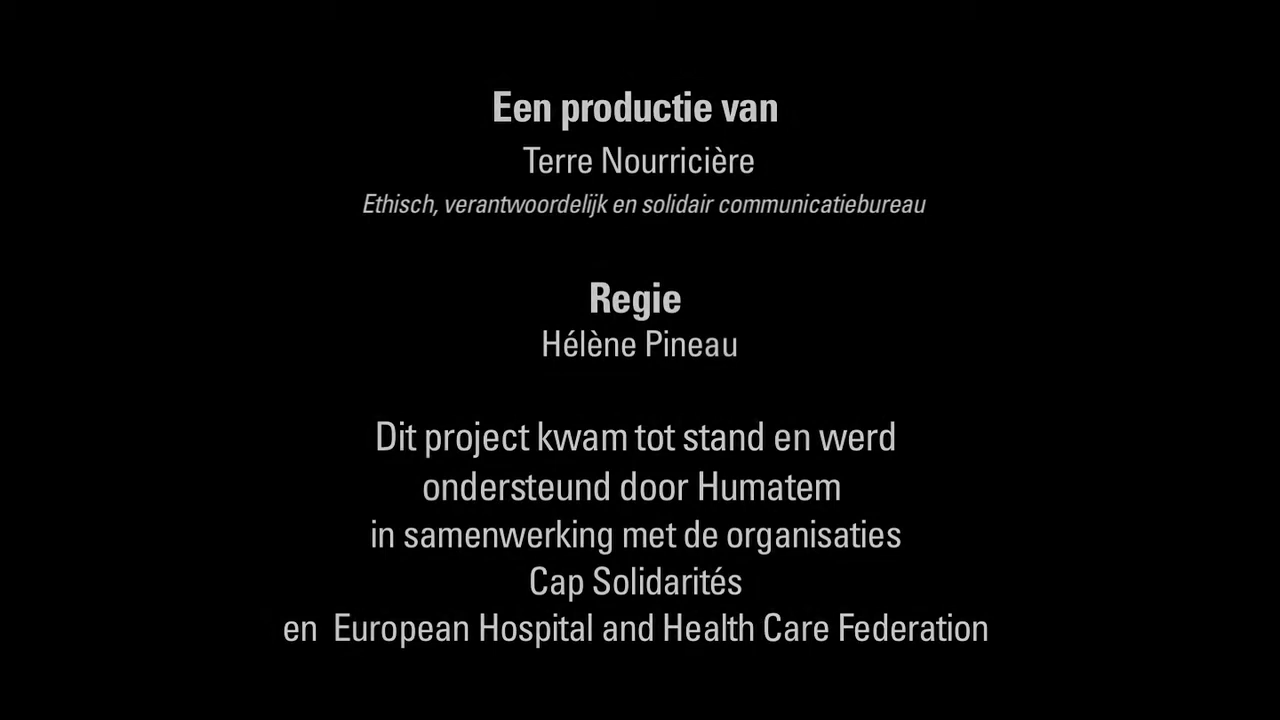 Een productie van
Terre Nourricière
Ethisch, verantwoordelijk en solidair communicatiebureau
Regie
Hélène Pineau
Dit project kwam tot stand en werd
ondersteund door Humatem
in samenwerking met de organisaties
Cap Solidarités
en European Hospital and Health Care Federation